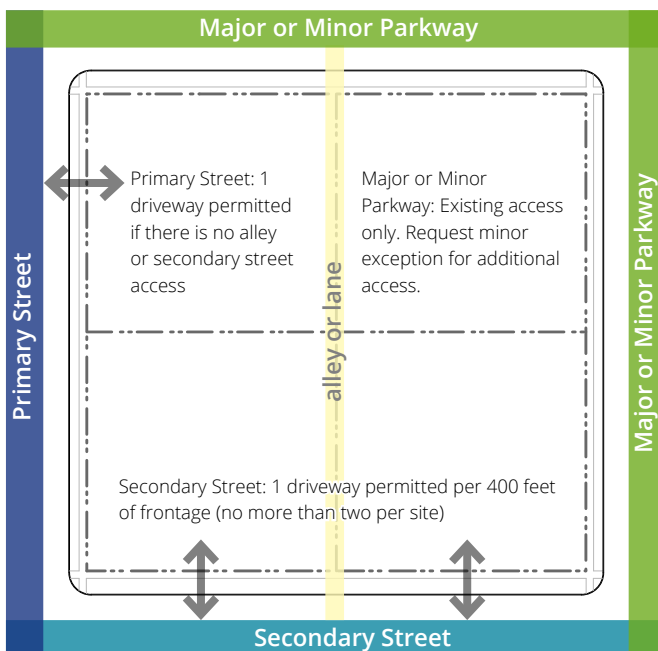 Major or Minor Parkway
Primary Street: 1
driveway permitted
if there is no alley
or secondary street
access
Major or Minor
Parkway: Existing access
only. Request minor
exception for additional
access.
Primary Street
alley or lane
Major or Minor Parkway
Secondary Street: 1 driveway permitted per 400 feet
of frontage (no more than two per site)
Secondary Street